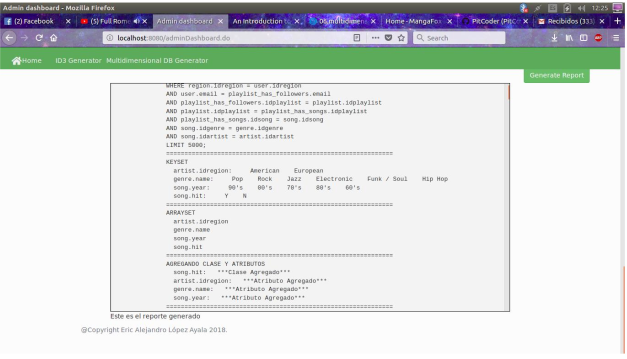 Admin dashboard - Mozilla Firefox
12:25
(2) Facebook
(5) Full Rom
Admin dashboard
An Introduction to
Home - MangaFo
PitCoder (PitC
Recibidos (333)
localhost:8080/adminDashboard.do
Search
Home ID3 Generator Multidimensional DB Generator
Generate Report
WHERE region.idregion = user.idregion
AND user.email = playlist_has_followers.email
AND playlist_has_followers.idplaylist = playlist.idplaylist
AND playlist.idplaylist = playlist_has_songs.idplaylist
AND playlist_has_songs.idsong = song.idsong
AND song.idgenre = genre.idgenre
AND song.idartist = artist.idartist
LIMIT 5000;
===============================================================
KEYSET
artist.idregion: American European
genre.name: Pop Rock Jazz Electronic Funk / Soul Hip Hop
song.year: 90's 00's 70's 80's 60's
song.hit: Y N
===============================================================
ARRAYSET
artist.idregion
genre.name
song.year
song.hit
===============================================================
AGREGANDO CLASE Y ATRIBUTOS
song.hit: ***Clase Agregado***
artist.idregion: ***Atributo Agregado***
genre.name: ***Atributo Agregado***
song.year: ***Atributo Agregado***
===============================================================
Este es el reporte generado
@Copyright Eric Alejandro López Ayala 2018.